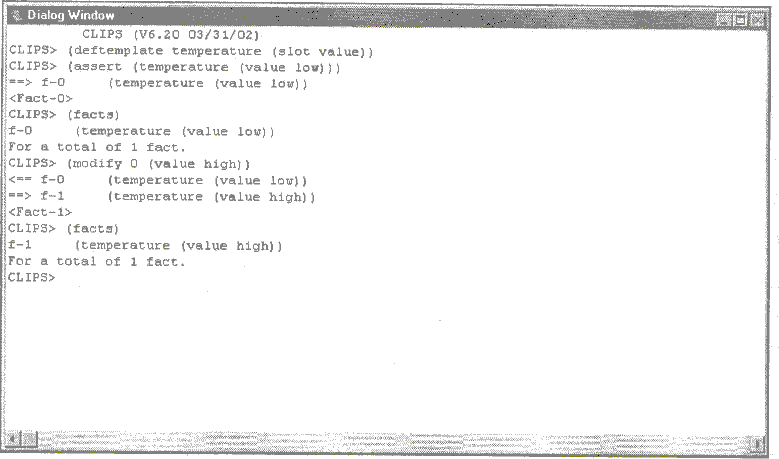 Dialog Window
CLIPS (V6.20 03/31/02)
CLIPS> (deftemplate temperature (slot value))
CLIPS> (assert (temperature (value low)))
==> f-0 (temperature (value low))
<Fact-0>
CLIPS> (facts)
f-0 (temperature (value low))
For a total of 1 fact.
CLIPS> (modify 0 (value high))
<== f-0 (temperature (value low))
==> f-1 (temperature (value high))
<Fact-1>
CLIPS> (facts)
f-1 (temperature (value high))
For a total of 1 fact.
CLIPS>